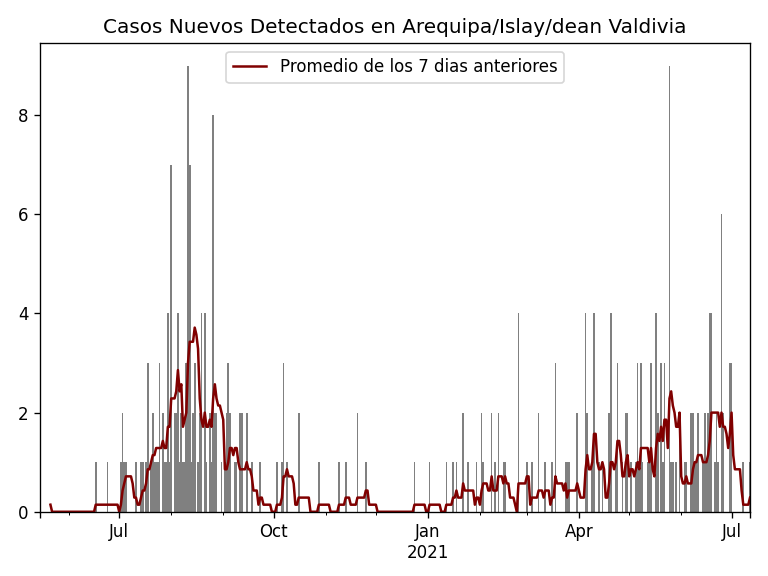 Casos Nuevos Detectados en Arequipa/Islay/dean Valdivia
Promedio de los 7 dias anteriores
8
6
4
2
0
Jul Oct Jan Apr Jul
2021